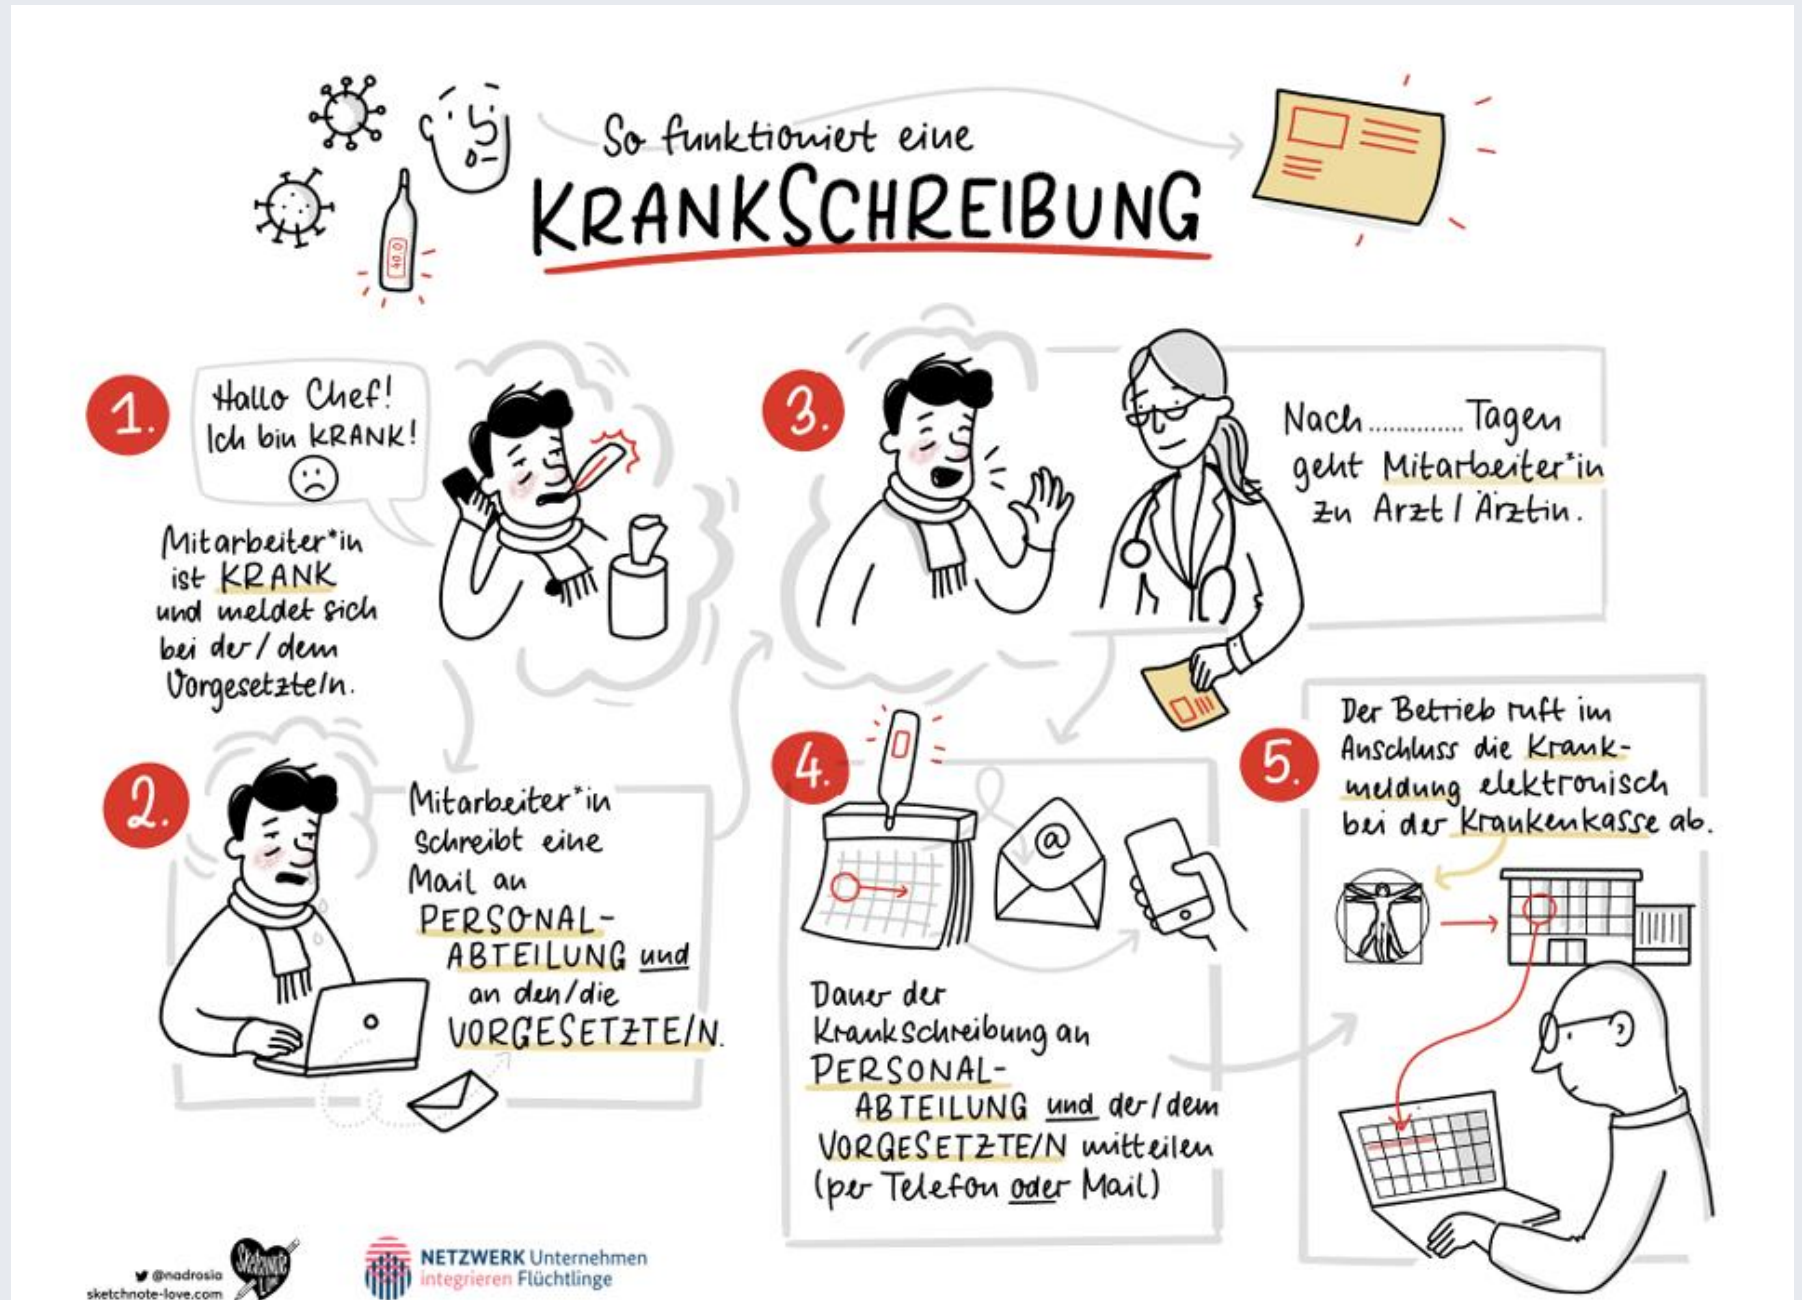 So funktioniert eine
KRANKSCHREIBUNG
40.0
1.
Hallo Chef!
Ich bin KRANK!
Mitarbeiter*in
ist KRANK
und meldet sich
bei der/dem
Vorgesetzte/n.
2.
Mitarbeiter*in
schreibt eine
Mail an
PERSONAL-
ABTEILUNG und
an den/die
VORGESETZTE/N.
3.
Nach.............. Tagen
geht Mitarbeiter*in
zu Arzt / Ärztin.
4.
@
Dauer der
Krankschreibung an
PERSONAL-
ABTEILUNG und der/dem
VORGESETZTE/N mitteilen
(per Telefon oder Mail)
5.
Der Betrieb ruft im
Anschluss die Krank-
meldung elektronisch
bei der Krankenkasse ab.
@nadrosia
sketchnote-love.com
Sketchnote
LOVE
NETZWERK Unternehmen
integrieren Flüchtlinge